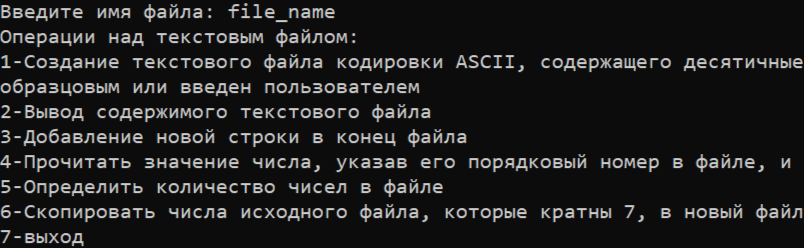 Введите имя файла: file_name
Операции над текстовым файлом:
1-Создание текстового файла кодировки ASCII, содержащего десятичные
образцовым или введен пользователем
2-Вывод содержимого текстового файла
3-Добавление новой строки в конец файла
4-Прочитать значение числа, указав его порядковый номер в файле, и
5-Определить количество чисел в файле
6-Скопировать числа исходного файла, которые кратны 7, в новый файл
7-выход